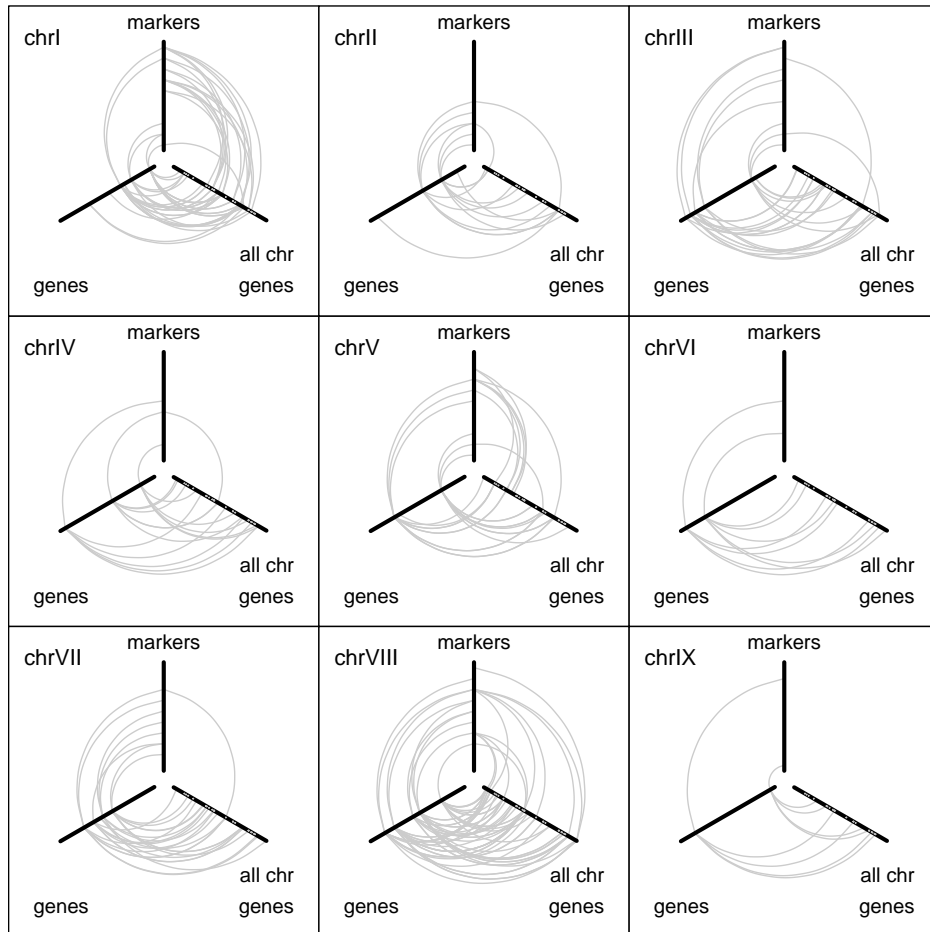 markers
chrI
all chr
genes genes
markers
chrII
all chr
genes genes
markers
chrIII
all chr
genes genes
markers
chrIV
all chr
genes genes
markers
chrV
all chr
genes genes
markers
chrVI
all chr
genes genes
markers
chrVII
all chr
genes genes
markers
chrVIII
all chr
genes genes
markers
chrIX
all chr
genes genes